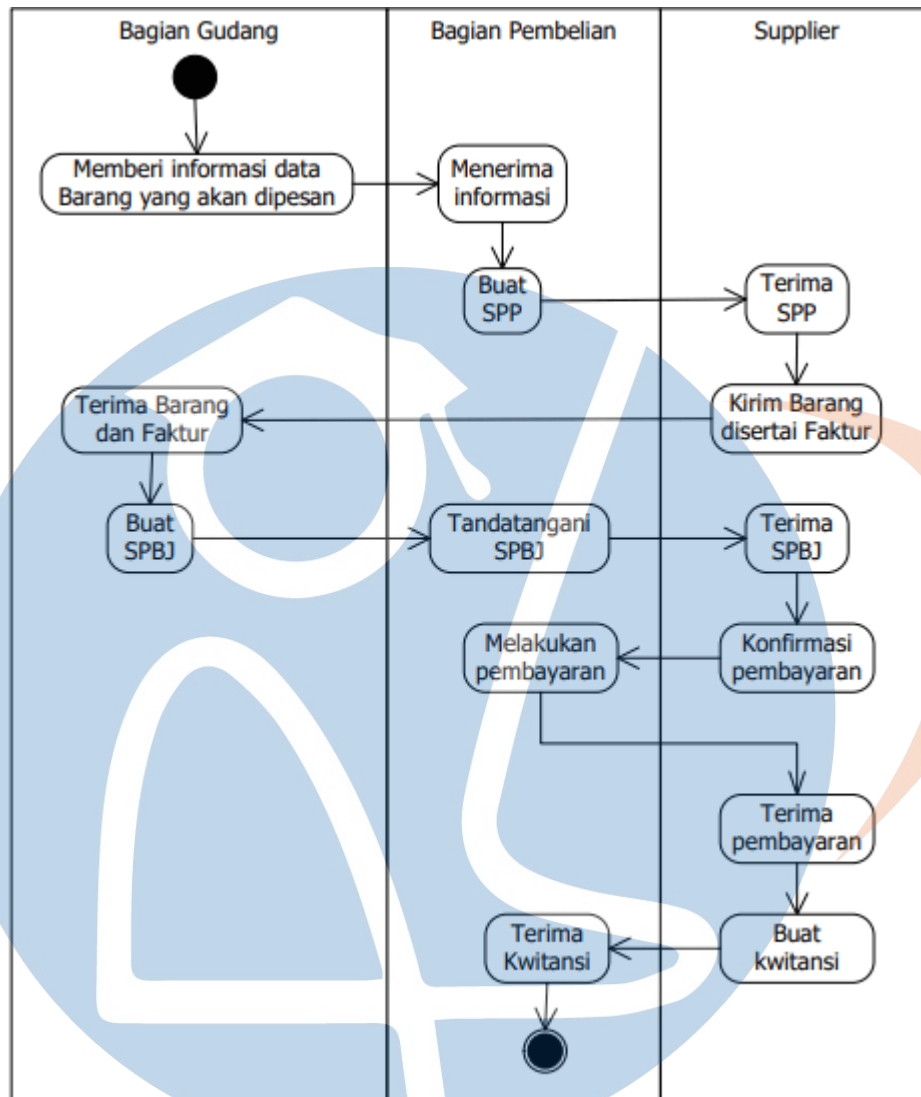 Bagian Gudang
Bagian Pembelian
Supplier
Memberi informasi data
Barang yang akan dipesan
Menerima
informasi
Buat
SPP
Terima
SPP
Kirim Barang
disertai Faktur
Terima Barang
dan Faktur
Buat
SPBJ
Tandatangani
SPBJ
Terima
SPBJ
Konfirmasi
pembayaran
Melakukan
pembayaran
Terima
pembayaran
Buat
kwitansi
Terima
Kwitansi